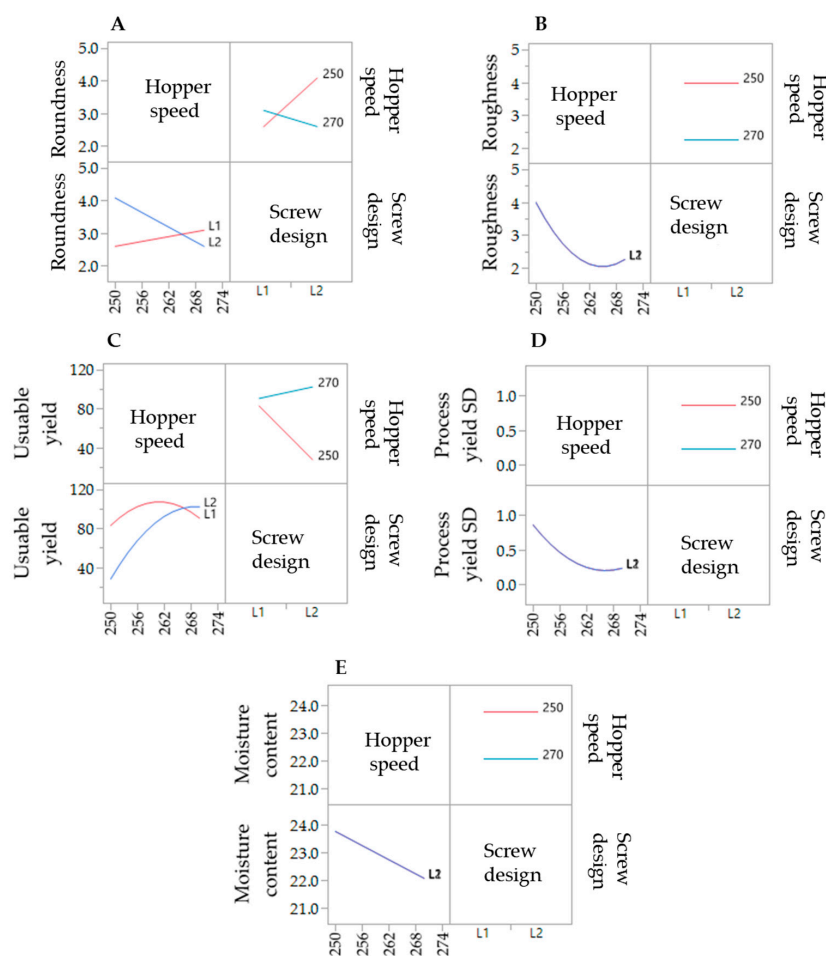 A
Roundness
5.0
4.0
3.0
2.0
Hopper
speed
250
270
Hopper
speed
Roundness
5.0
4.0
3.0
2.0
L1
L2
Screw
design
Screw
design
250
256
262
268
274
L1
L2
B
Roughness
5
4
3
2
Hopper
speed
250
270
Hopper
speed
Roughness
5
4
3
2
Screw
design
Screw
design
250
256
262
268
274
L1
L2
C
Usuable
yield
120
80
40
Hopper
speed
270
250
Hopper
speed
Usuable
yield
120
80
40
L2
L1
Screw
design
Screw
design
250
256
262
268
274
L1
L2
D
Process
yield SD
1.0
0.5
0.0
Hopper
speed
250
270
Hopper
speed
Process
yield SD
1.0
0.5
0.0
Screw
design
Screw
design
250
256
262
268
274
L1
L2
E
Moisture
content
24.0
23.0
22.0
21.0
Hopper
speed
250
270
Hopper
speed
Moisture
content
24.0
23.0
22.0
21.0
Screw
design
Screw
design
250
256
262
268
274
L1
L2